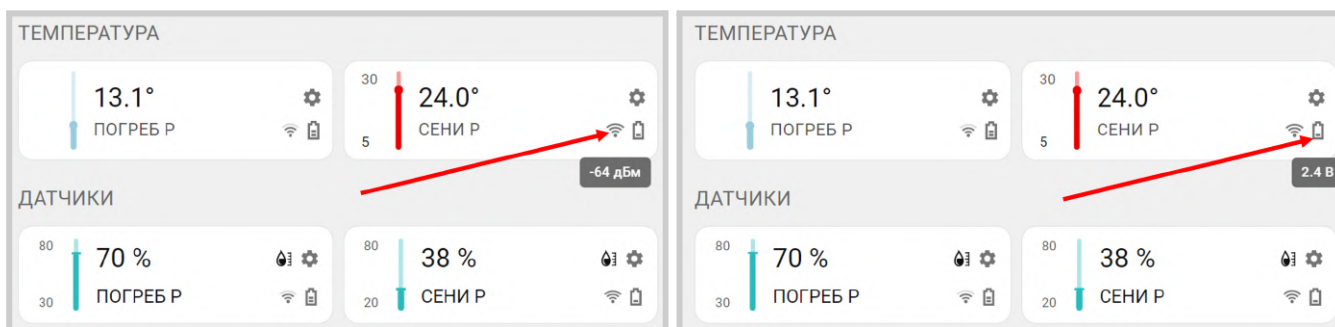 ТЕМПЕРАТУРА
13.1°
ПОГРЕБ Р
30
24.0°
СЕНИ Р
5
-64 дБм
ДАТЧИКИ
80
70 %
30
ПОГРЕБ Р
80
38 %
20
СЕНИ Р
ТЕМПЕРАТУРА
13.1°
ПОГРЕБ Р
30
24.0°
СЕНИ Р
5
2.4 В
ДАТЧИКИ
80
70 %
30
ПОГРЕБ Р
80
38 %
20
СЕНИ Р